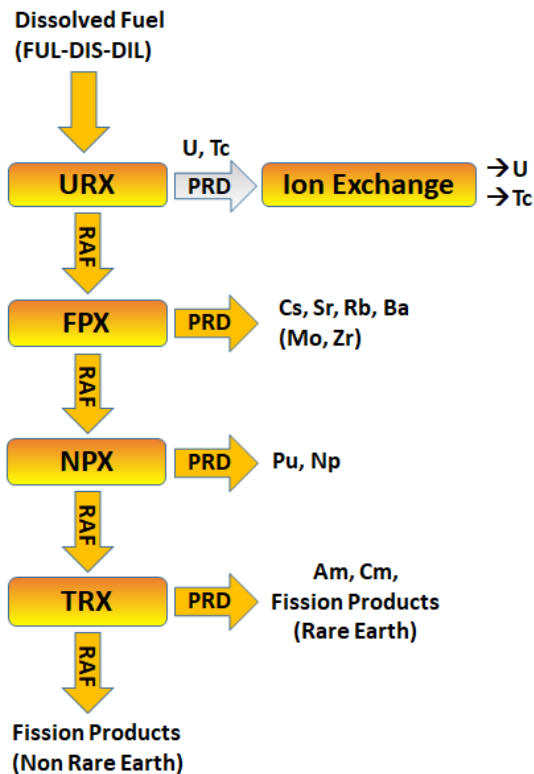 Dissolved Fuel
(FUL-DIS-DIL)
U, Tc
URX
PRD
Ion Exchange
→U
→Tc
RAF
FPX
PRD
Cs, Sr, Rb, Ba
(Mo, Zr)
RAF
NPX
PRD
Pu, Np
RAF
TRX
PRD
Am, Cm,
Fission Products
(Rare Earth)
RAF
Fission Products
(Non Rare Earth)